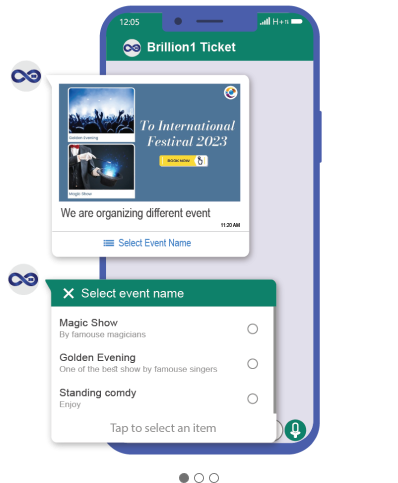 12:05
H+
Brillion1 Ticket
Golden Evening
To International
Festival 2023
BOOK NOW
Magic Show
We are organizing different event
11:20 AM
Select Event Name
Select event name
Magic Show
By famouse magicians
Golden Evening
One of the best show by famouse singers
Standing comdy
Enjoy
Tap to select an item